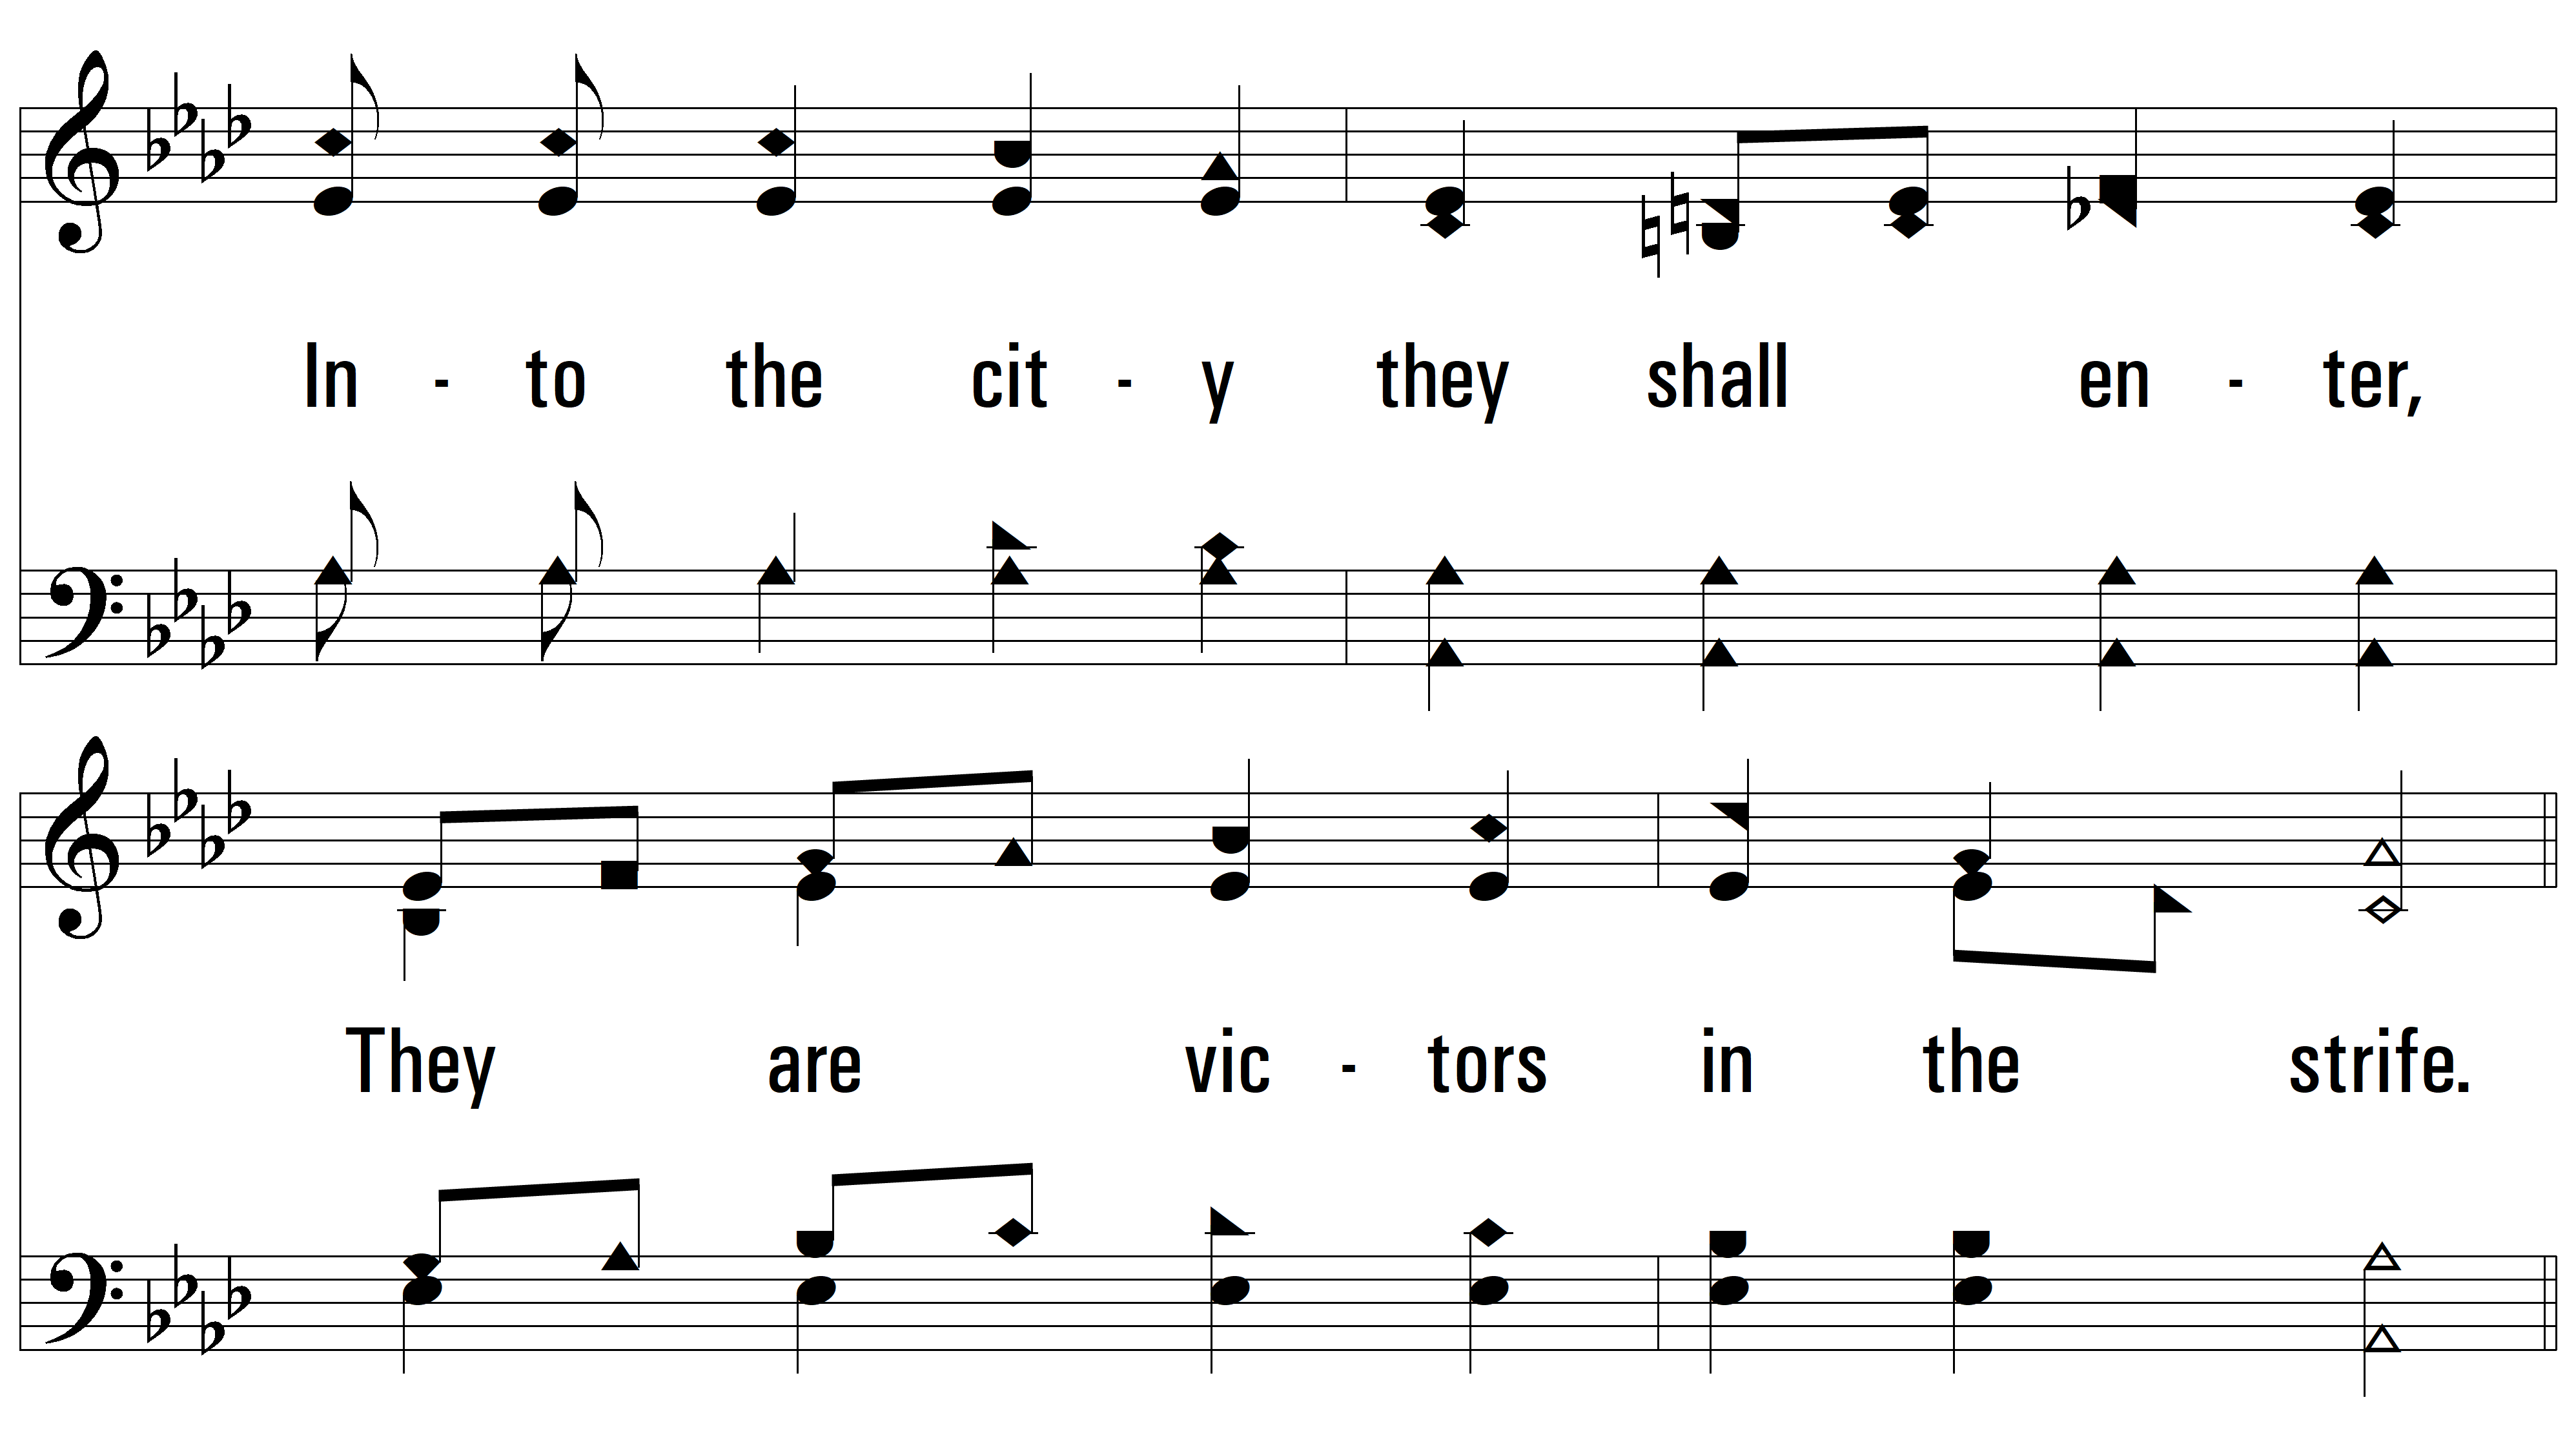 In - to the cit - y they shall en - ter,
They are vic - tors in the strife.